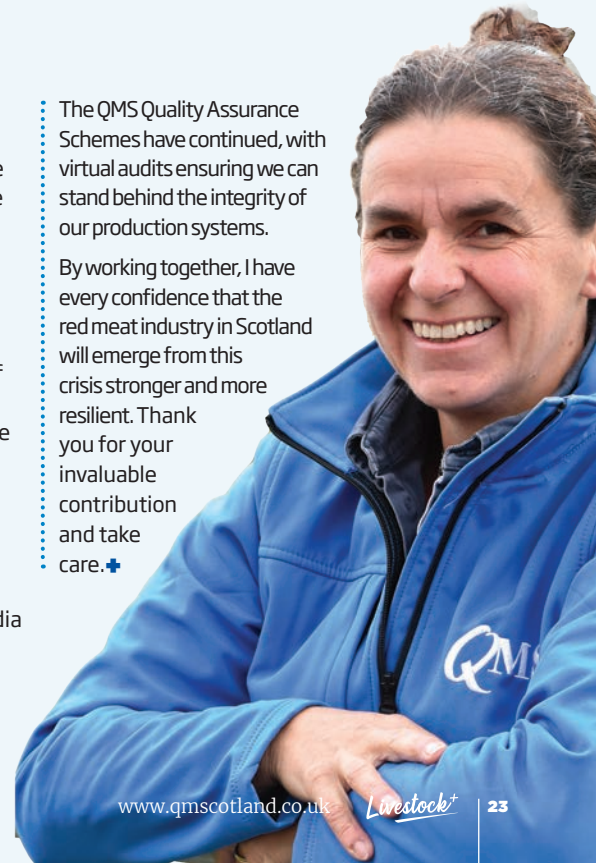 e
e
f
e
dia
The QMS Quality Assurance
Schemes have continued, with
virtual audits ensuring we can
stand behind the integrity of
our production systems.
By working together, I have
every confidence that the
red meat industry in Scotland
will emerge from this
crisis stronger and more
resilient. Thank
you for your
invaluable
contribution
and take
care.
QMS
www.qmscotland.co.uk Livestock+ 23